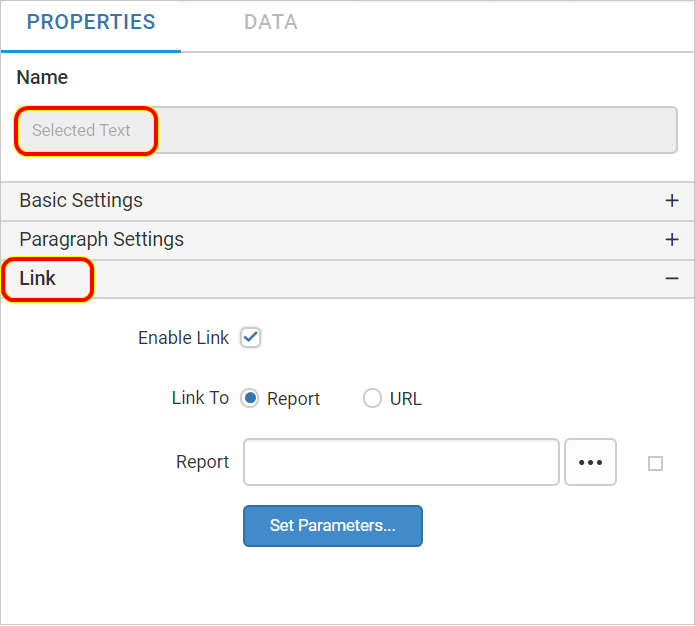 PROPERTIES DATA
Name
Selected Text
Basic Settings +
Paragraph Settings +
Link −
Enable Link
Link To Report URL
Report ...
Set Parameters...